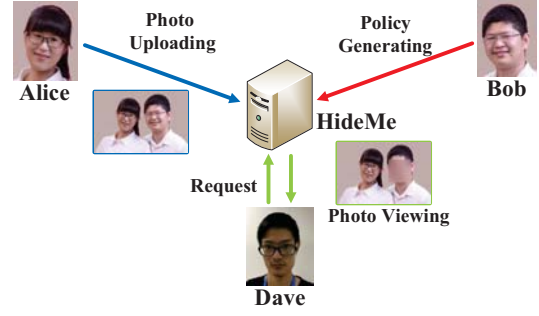 Photo
Uploading
Policy
Generating
Alice
Bob
HideMe
Request
Photo Viewing
Dave